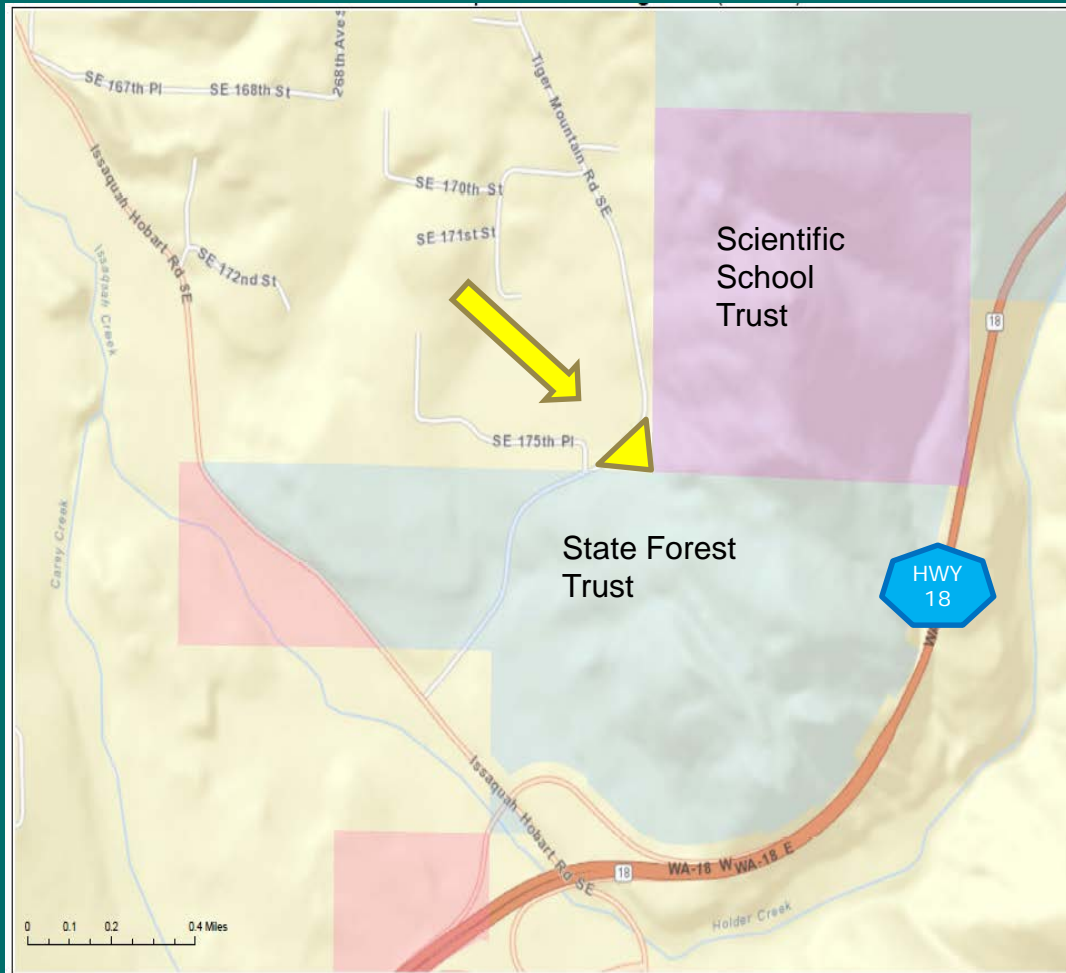 SE 167th Pl
SE 168th St
268th Ave S
Tiger Mountain Rd SE
Issaquah Hobart Rd SE
SE 170th St
SE 171st St
SE 172nd St
Issaquah Creek
Scientific
School
Trust
18
SE 175th Pl
Carey Creek
State Forest
Trust
HWY
18
WA
Issaquah Hobart Rd SE
18
WA-18 W
WA-18 E
Holder Creek
0 0.1 0.2 0.4 Miles